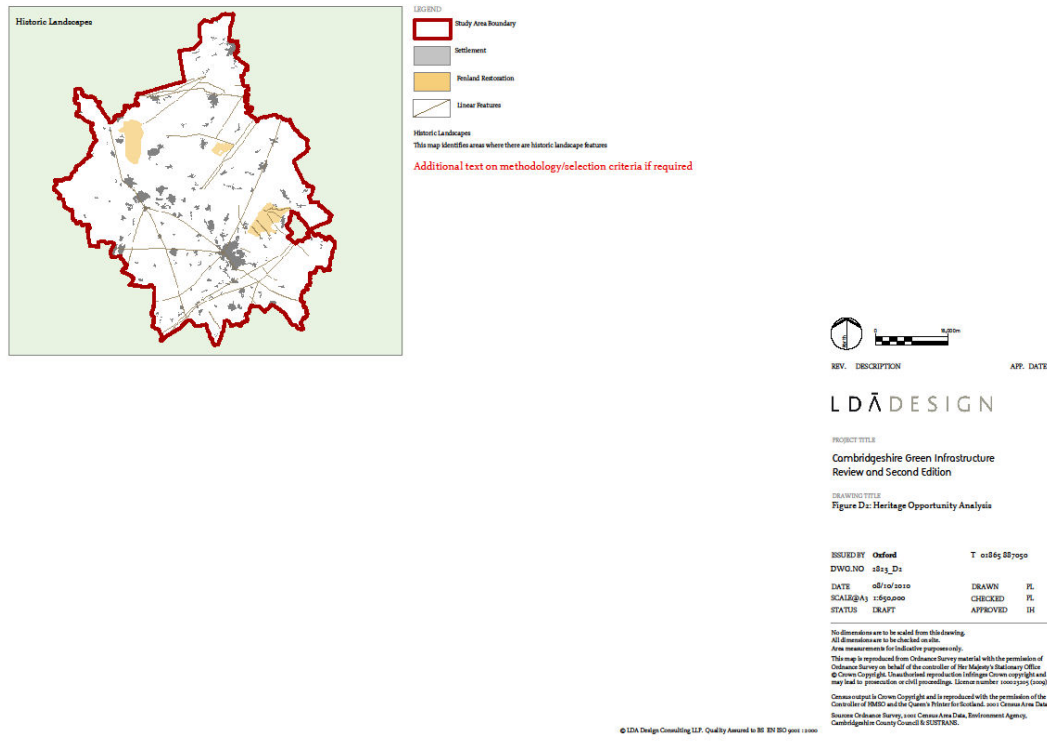 Historic Landscapes
LEGEND
Study Area Boundary
Settlement
Fenland Restoration
Linear Features
Historic Landscapes
This map identifies areas where there are historic landscape features
Additional text on methodology/selection criteria if required
North
0
REV. DESCRIPTION APP. DATE
LDĀDESIGN
PROJECT TITLE
Cambridgeshire Green Infrastructure
Review and Second Edition
DRAWING TITLE
Figure D2: Heritage Opportunity Analysis
ISSUED BY Oxford T 01865 887050
DWG.NO 2823_D2
DATE 08/10/2010 DRAWN PL
SCALE@A3 1:650,000 CHECKED PL
STATUS DRAFT APPROVED IH
No dimensions are to be scaled from this drawing.
All dimensions are to be checked on site.
Area measurements for indicative purposes only.
This map is reproduced from Ordnance Survey material with the permission of
Ordnance Survey on behalf of the controller of Her Majesty's Stationary Office
© Crown Copyright. Unauthorised reproduction infringes Crown copyright and
may lead to prosecution or civil proceedings. Licence number 100023205 (2009)
Census output is Crown Copyright and is reproduced with the permission of the
Controller of HMSO and the Queen's Printer for Scotland. 2001 Census Area Data
Sources: Ordnance Survey, 2001 Census Area Data, Environment Agency,
Cambridgeshire County Council & SUSTRANS.
© LDA Design Consulting LLP. Quality Assured to BS EN ISO 9001 : 2000